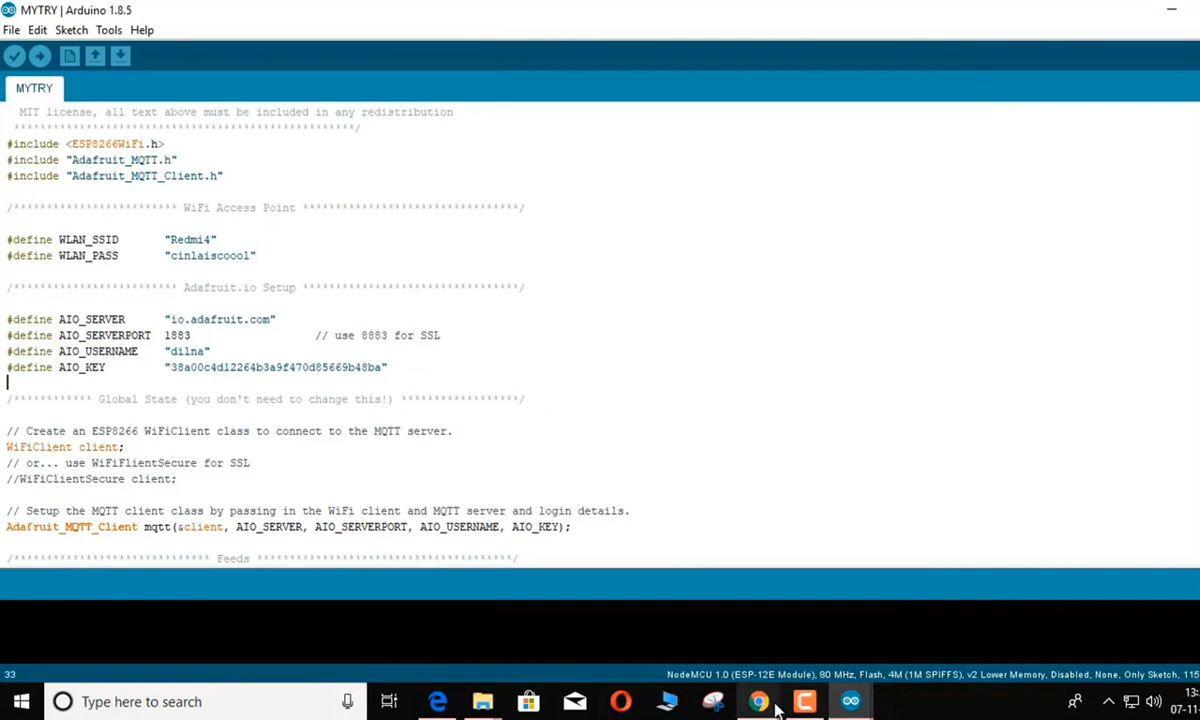 MYTRY | Arduino 1.8.5
File Edit Sketch Tools Help
MYTRY
MIT license, all text above must be included in any redistribution
****************************************************/
#include <ESP8266WiFi.h>
#include "Adafruit_MQTT.h"
#include "Adafruit_MQTT_Client.h"
/************************* WiFi Access Point *********************************/
#define WLAN_SSID "Redmi4"
#define WLAN_PASS "cinlaiscoool"
/************************* Adafruit.io Setup *********************************/
#define AIO_SERVER "io.adafruit.com"
#define AIO_SERVERPORT 1883 // use 8883 for SSL
#define AIO_USERNAME "dilna"
#define AIO_KEY "38a00c4d12264b3a9f470d85669b48ba"
/************ Global State (you don't need to change this!) ******************/
// Create an ESP8266 WiFiClient class to connect to the MQTT server.
WiFiClient client;
// or... use WiFiFlientSecure for SSL
//WiFiClientSecure client;
// Setup the MQTT client class by passing in the WiFi client and MQTT server and login details.
Adafruit_MQTT_Client mqtt(&client, AIO_SERVER, AIO_SERVERPORT, AIO_USERNAME, AIO_KEY);
/****************************** Feeds ***************************************/
33 NodeMCU 1.0 (ESP-12E Module), 80 MHz, Flash, 4M (1M SPIFFS), v2 Lower Memory, Disabled, None, Only Sketch, 115
Type here to search
13:
07-11